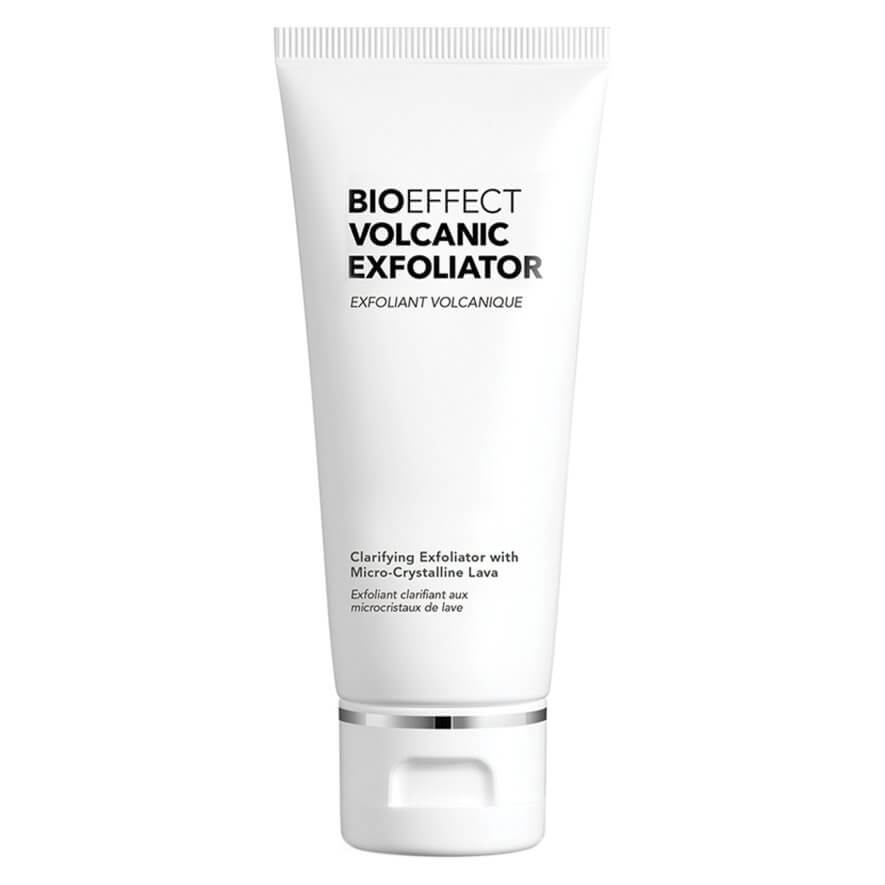 BIOEFFECT
VOLCANIC
EXFOLIATOR
EXFOLIANT VOLCANIQUE
Clarifying Exfoliator with
Micro-Crystalline Lava
Exfoliant clarifiant aux
microcristaux de lave